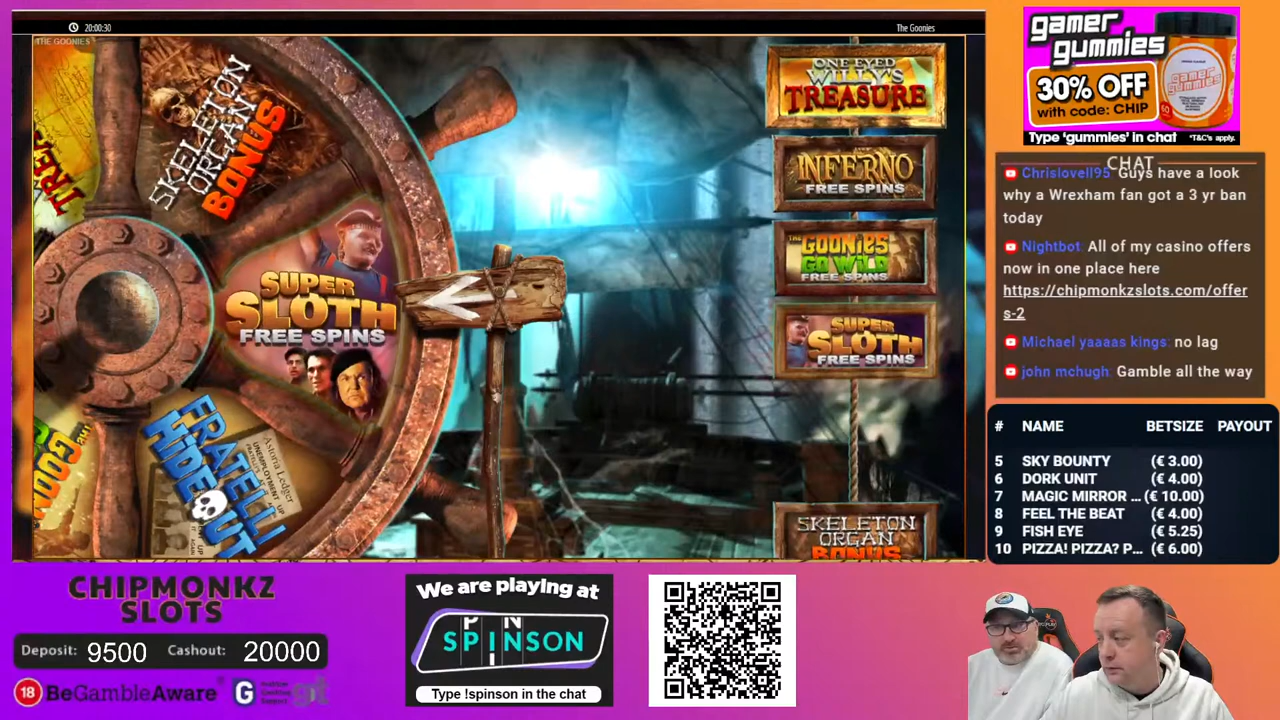 20:00:30
The Goonies
THE GOONIES
SKELETON
ORGAN
BONUS
SUPER
SLOTH
FREE SPINS
FRATELLI
HIDEOUT
Astoria Ledger
ONE EYED
WILLY'S
TREASURE
INFERNO
FREE SPINS
THE
GOONIES
GO WILD
FREE SPINS
SUPER
SLOTH
FREE SPINS
SKELETON
ORGAN
BONUS
gamer
gummies
30% OFF
with code: CHIP
Type 'gummies' in chat
*T&C's apply.
CHAT
Chrislovell95: Guys have a look
why a Wrexham fan got a 3 yr ban
today
Nightbot: All of my casino offers
now in one place here
https://chipmonkzslots.com/offer
s-2
Michael yaaaas kings: no lag
john mchugh: Gamble all the way
# NAME BETSIZE PAYOUT
5 SKY BOUNTY (€ 3.00)
6 DORK UNIT (€ 4.00)
7 MAGIC MIRROR ... (€ 10.00)
8 FEEL THE BEAT (€ 4.00)
9 FISH EYE (€ 5.25)
10 PIZZA! PIZZA? P... (€ 6.00)
CHIPMONKZ
SLOTS
Deposit: 9500 Cashout: 20000
18 BeGambleAware
We are playing at
SPINSON
Type !spinson in the chat